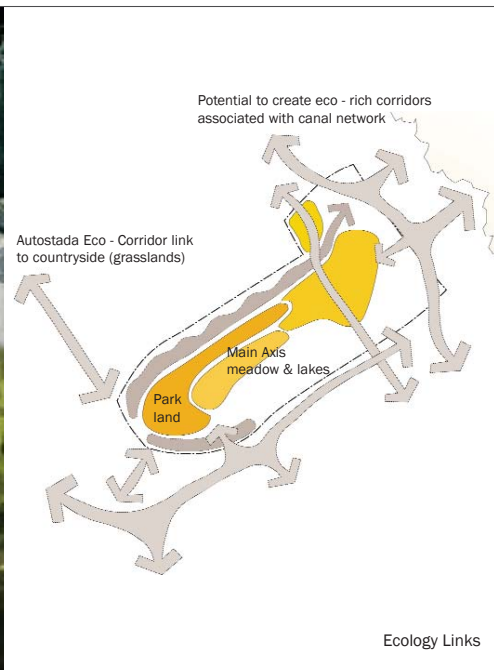 Potential to create eco - rich corridors
associated with canal network
Autostada Eco - Corridor link
to countryside (grasslands)
Main Axis
meadow & lakes
Park
land
Ecology Links